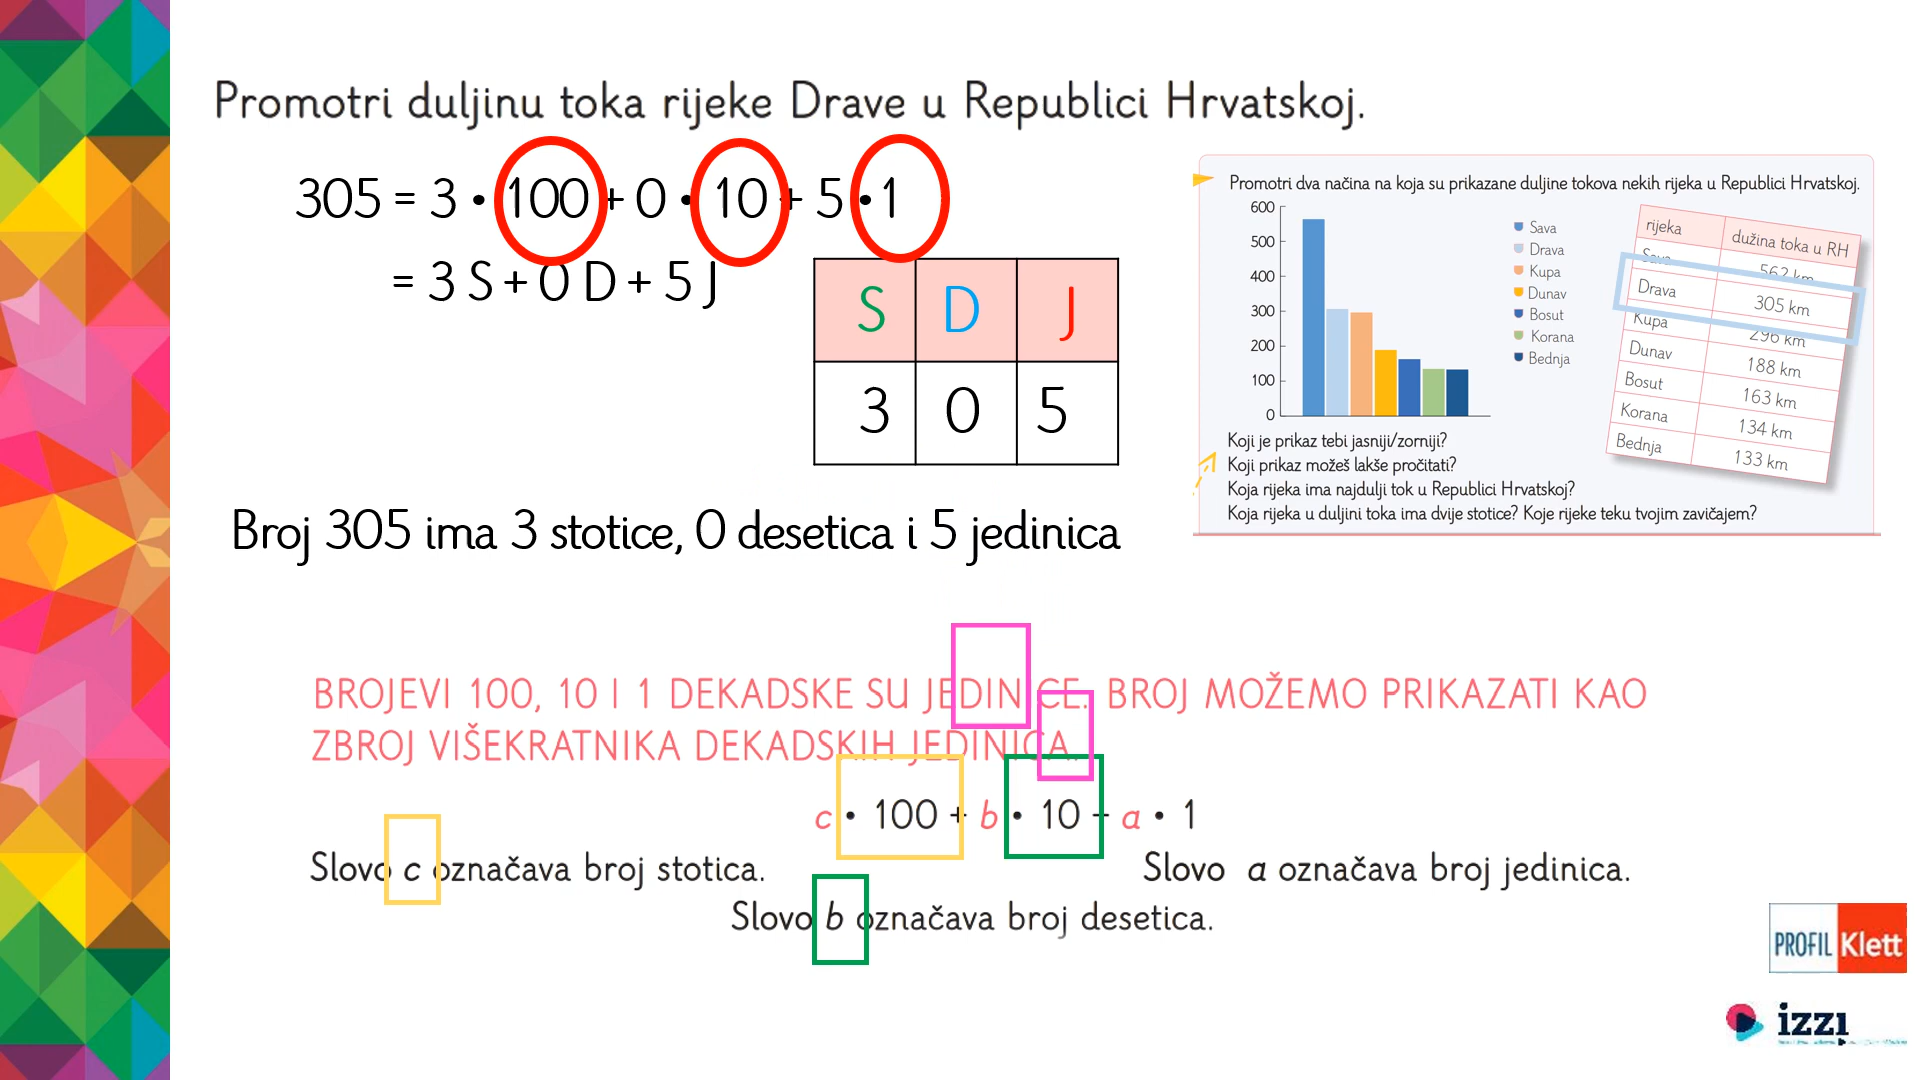 Promotri duljinu toka rijeke Drave u Republici Hrvatskoj.
305 = 3 • 100 + 0 • 10 + 5 • 1
= 3 S + 0 D + 5 J
S D J
3 0 5
Broj 305 ima 3 stotice, 0 desetica i 5 jedinica
Promotri dva načina na koja su prikazane duljine tokova nekih rijeka u Republici Hrvatskoj.
600
500
400
300
200
100
0
Sava
Drava
Kupa
Dunav
Bosut
Korana
Bednja
rijeka dužina toka u RH
Sava 562 km
Drava 305 km
Kupa 296 km
Dunav 188 km
Bosut 163 km
Korana 134 km
Bednja 133 km
Koji je prikaz tebi jasniji/zorniji?
Koji prikaz možeš lakše pročitati?
Koja rijeka ima najdulji tok u Republici Hrvatskoj?
Koja rijeka u duljini toka ima dvije stotice? Koje rijeke teku tvojim zavičajem?
BROJEVI 100, 10 I 1 DEKADSKE SU JEDINICE. BROJ MOŽEMO PRIKAZATI KAO
ZBROJ VIŠEKRATNIKA DEKADSKIH JEDINICA.
c • 100 + b • 10 + a • 1
Slovo c označava broj stotica.
Slovo a označava broj jedinica.
Slovo b označava broj desetica.
PROFIL Klett
izzi